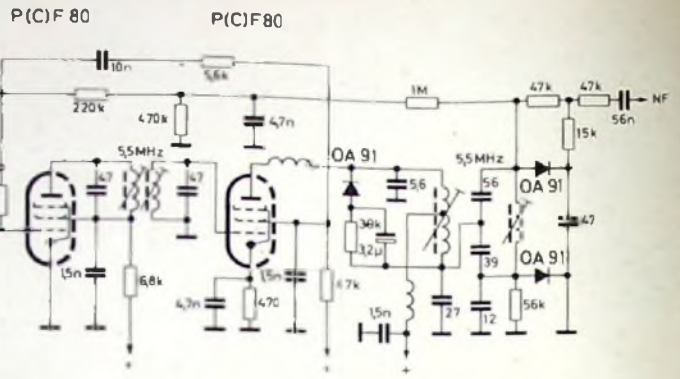 P(C)F 80
P(C)F80
10n
5,6k
1M
47k
47k
NF
56n
220k
470k
4,7n
15k
5,5MHz
OA 91
5,5MHz
OA 91
47
47
5,6
56
47
39k
3,2µ
39
OA 91
1,5n
6,8k
1,5n
47k
4,7n
470
27
12
56k
1,5n
+
+
+